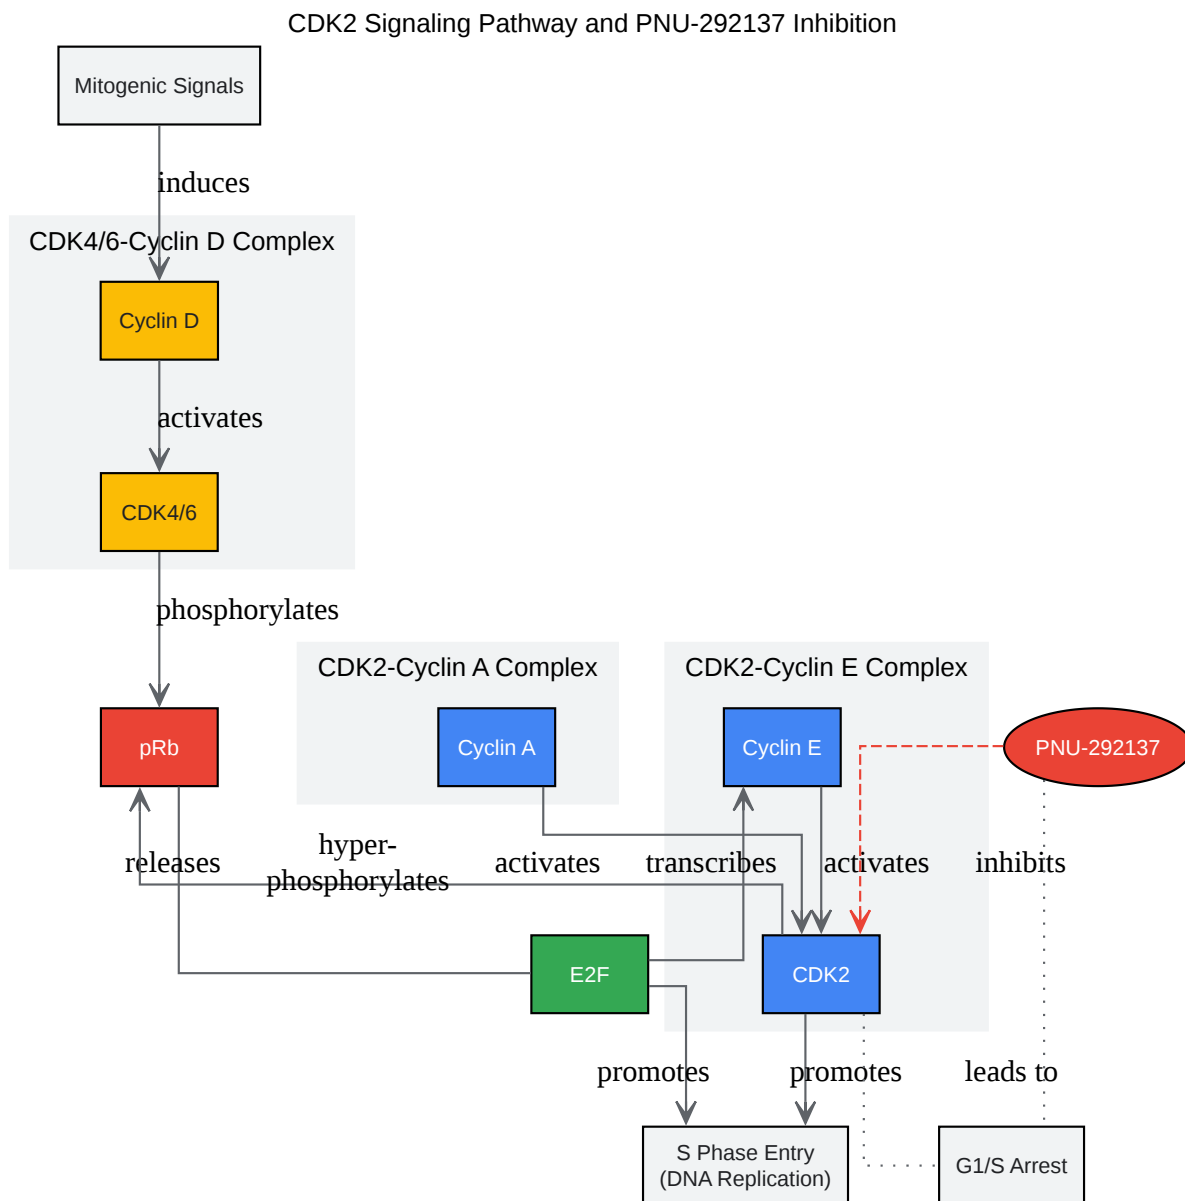 CDK2 Signaling Pathway and PNU-292137 Inhibition
Mitogenic Signals
induces
CDK4/6-Cyclin D Complex
Cyclin D
activates
CDK4/6
phosphorylates
CDK2-Cyclin A Complex
CDK2-Cyclin E Complex
pRb
Cyclin A
Cyclin E
PNU-292137
releases
hyper-
phosphorylates
activates
transcribes
activates
inhibits
E2F
CDK2
promotes
promotes
leads to
S Phase Entry
(DNA Replication)
G1/S Arrest